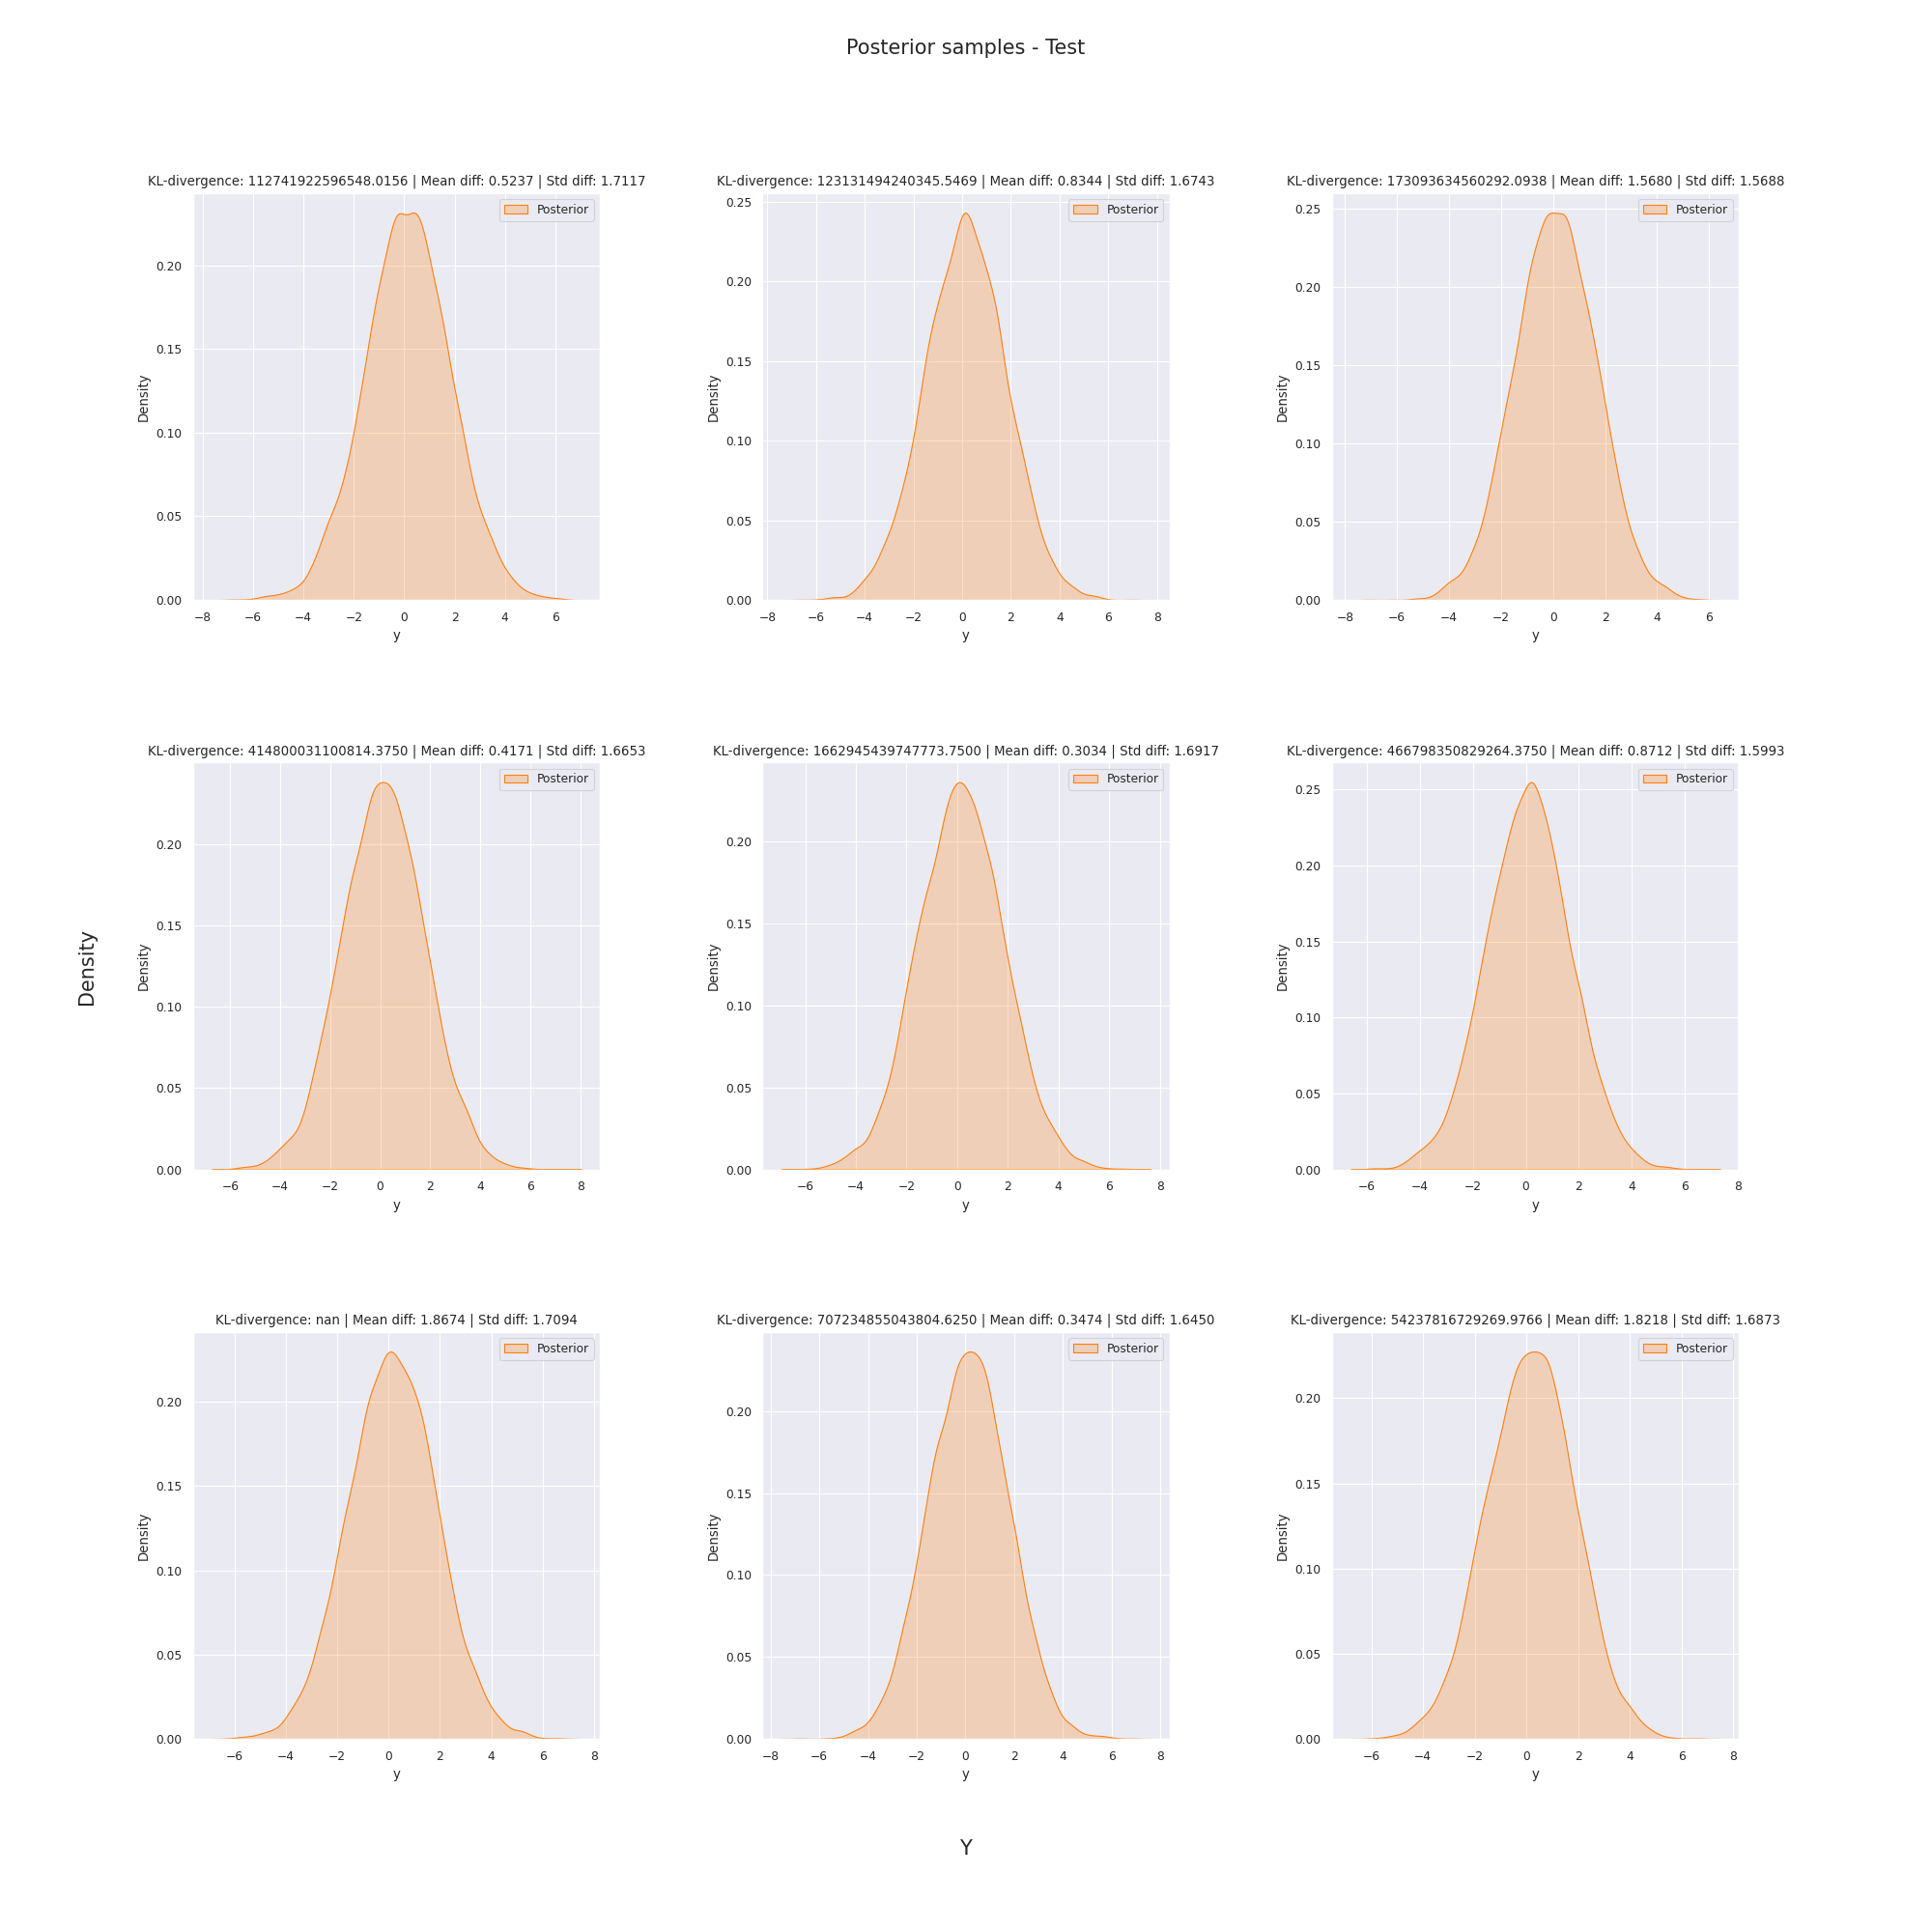 Posterior samples - Test
KL-divergence: 112741922596548.0156 | Mean diff: 0.5237 | Std diff: 1.7117
Posterior
Density
0.20
0.15
0.10
0.05
0.00
−8 −6 −4 −2 0 2 4 6
y
KL-divergence: 123131494240345.5469 | Mean diff: 0.8344 | Std diff: 1.6743
Posterior
Density
0.25
0.20
0.15
0.10
0.05
0.00
−8 −6 −4 −2 0 2 4 6 8
y
KL-divergence: 173093634560292.0938 | Mean diff: 1.5680 | Std diff: 1.5688
Posterior
Density
0.25
0.20
0.15
0.10
0.05
0.00
−8 −6 −4 −2 0 2 4 6
y
Density
KL-divergence: 414800031100814.3750 | Mean diff: 0.4171 | Std diff: 1.6653
Posterior
Density
0.20
0.15
0.10
0.05
0.00
−6 −4 −2 0 2 4 6 8
y
KL-divergence: 1662945439747773.7500 | Mean diff: 0.3034 | Std diff: 1.6917
Posterior
Density
0.20
0.15
0.10
0.05
0.00
−6 −4 −2 0 2 4 6 8
y
KL-divergence: 466798350829264.3750 | Mean diff: 0.8712 | Std diff: 1.5993
Posterior
Density
0.25
0.20
0.15
0.10
0.05
0.00
−6 −4 −2 0 2 4 6 8
y
KL-divergence: nan | Mean diff: 1.8674 | Std diff: 1.7094
Posterior
Density
0.20
0.15
0.10
0.05
0.00
−6 −4 −2 0 2 4 6 8
y
KL-divergence: 707234855043804.6250 | Mean diff: 0.3474 | Std diff: 1.6450
Posterior
Density
0.20
0.15
0.10
0.05
0.00
−8 −6 −4 −2 0 2 4 6 8
y
KL-divergence: 54237816729269.9766 | Mean diff: 1.8218 | Std diff: 1.6873
Posterior
Density
0.20
0.15
0.10
0.05
0.00
−6 −4 −2 0 2 4 6 8
y
Y